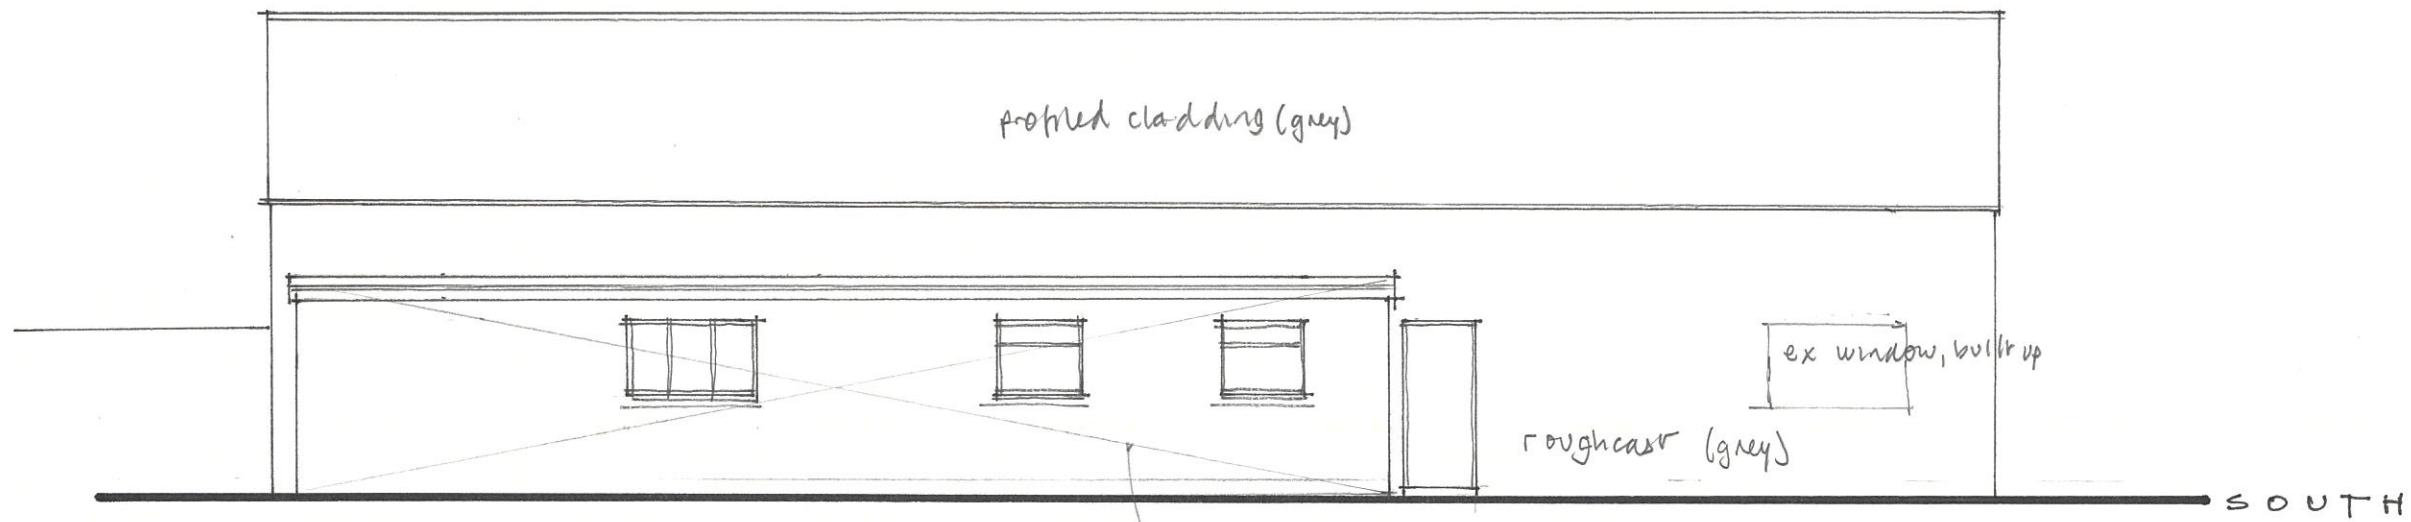 profiled cladding (grey)
ex window, built up
roughcast (grey)
SOUTH